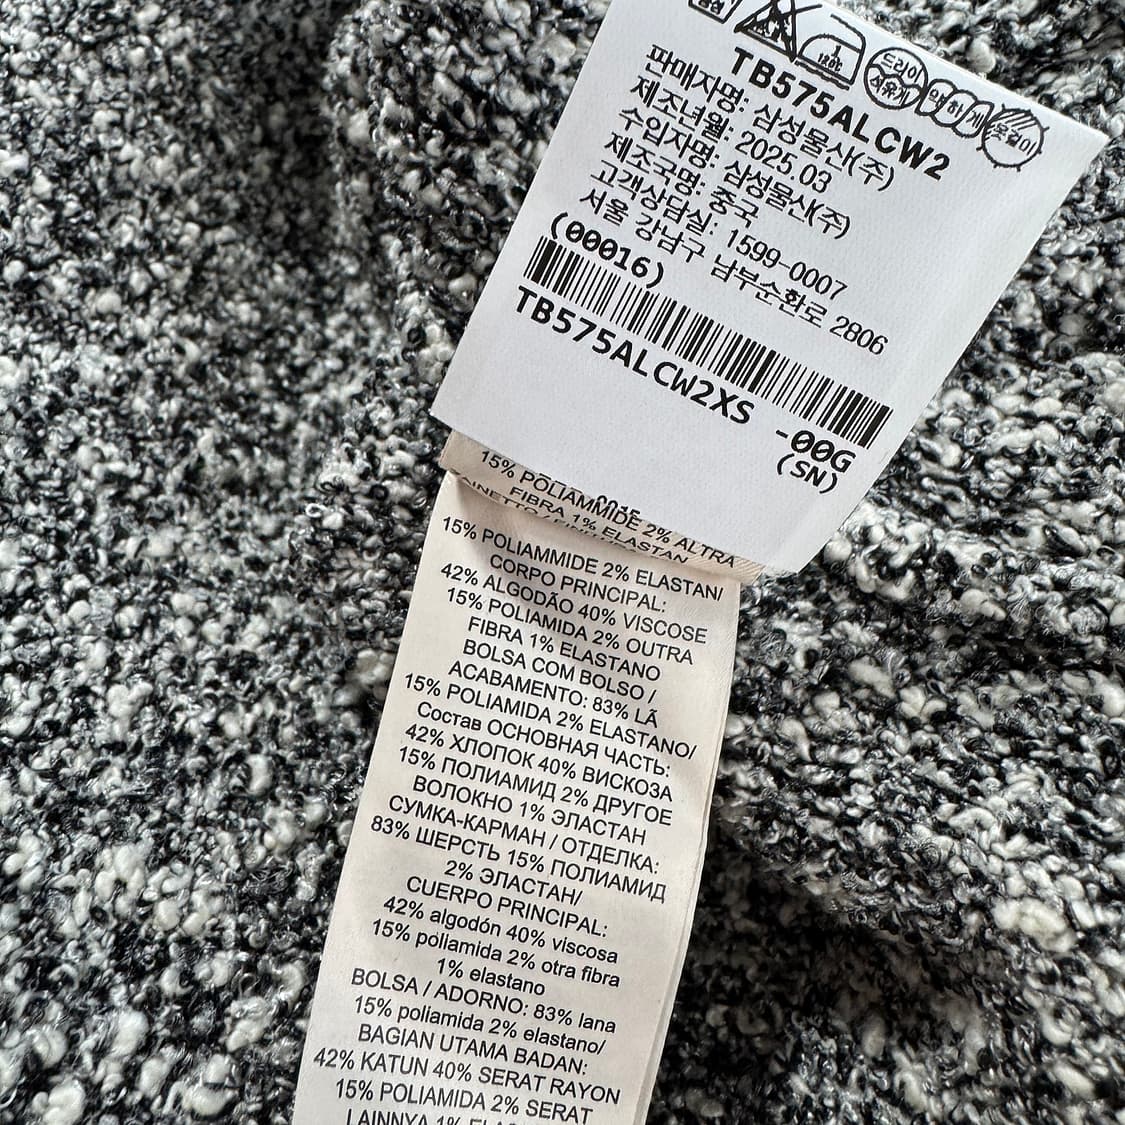 1
120b
드라이
석유계
약하게
옷걸이
TB575ALCW2
판매자명: 삼성물산(주)
제조년월: 2025.03
수입자명: 삼성물산(주)
제조국명: 중국
고객상담실: 1599-0007
서울 강남구 남부순환로 2806
(00016)
TB575ALCW2XS -00G
(SN)
15% POLIAMMIDE 2% ALTRA
FIBRA 1% ELASTAN
15% POLIAMMIDE 2% ELASTAN/
CORPO PRINCIPAL:
42% ALGODÃO 40% VISCOSE
15% POLIAMIDA 2% OUTRA
FIBRA 1% ELASTANO
BOLSA COM BOLSO /
ACABAMENTO: 83% LÃ
15% POLIAMIDA 2% ELASTANO/
Состав ОСНОВНАЯ ЧАСТЬ:
42% ХЛОПОК 40% ВИСКОЗА
15% ПОЛИАМИД 2% ДРУГОЕ
ВОЛОКНО 1% ЭЛАСТАН
СУМКА-КАРМАН / ОТДЕЛКА:
83% ШЕРСТЬ 15% ПОЛИАМИД
2% ЭЛАСТАН/
CUERPO PRINCIPAL:
42% algodón 40% viscosa
15% poliamida 2% otra fibra
1% elastano
BOLSA / ADORNO: 83% lana
15% poliamida 2% elastano/
BAGIAN UTAMA BADAN:
42% KATUN 40% SERAT RAYON
15% POLIAMIDA 2% SERAT
LAINNYA 1%